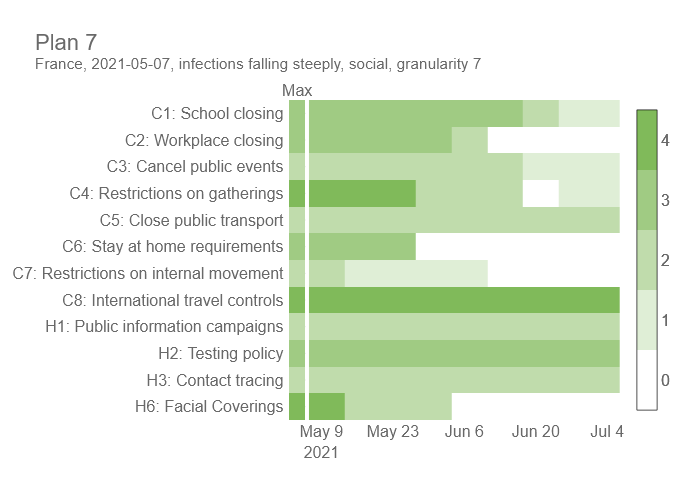 Plan 7
France, 2021-05-07, infections falling steeply, social, granularity 7
Max
C1: School closing
C2: Workplace closing
C3: Cancel public events
C4: Restrictions on gatherings
C5: Close public transport
C6: Stay at home requirements
C7: Restrictions on internal movement
C8: International travel controls
H1: Public information campaigns
H2: Testing policy
H3: Contact tracing
H6: Facial Coverings
4
3
2
1
0
May 9 May 23 Jun 6 Jun 20 Jul 4
2021